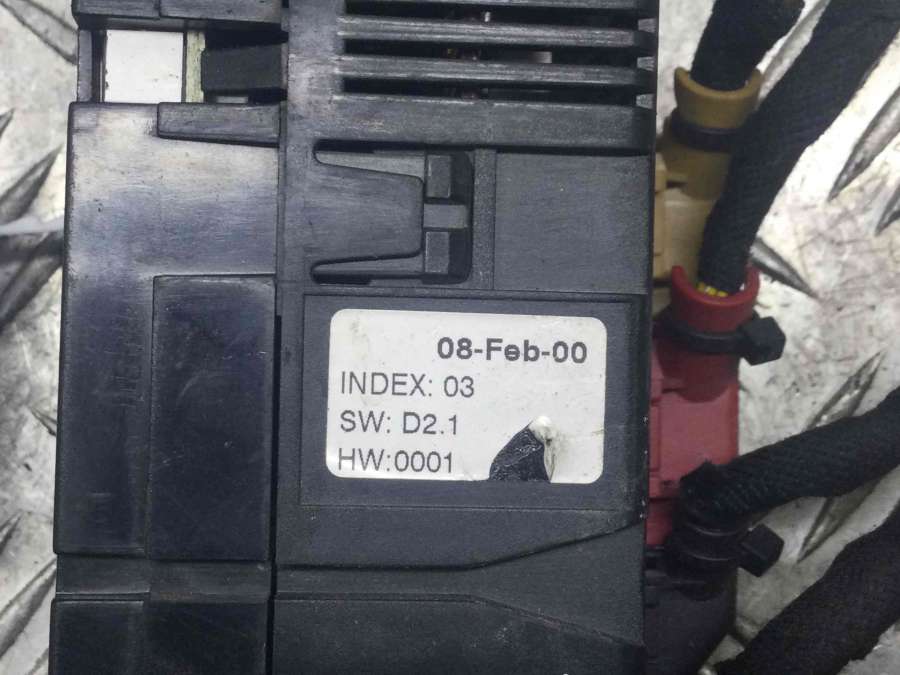 08-Feb-00
INDEX: 03
SW: D2.1
HW:0001